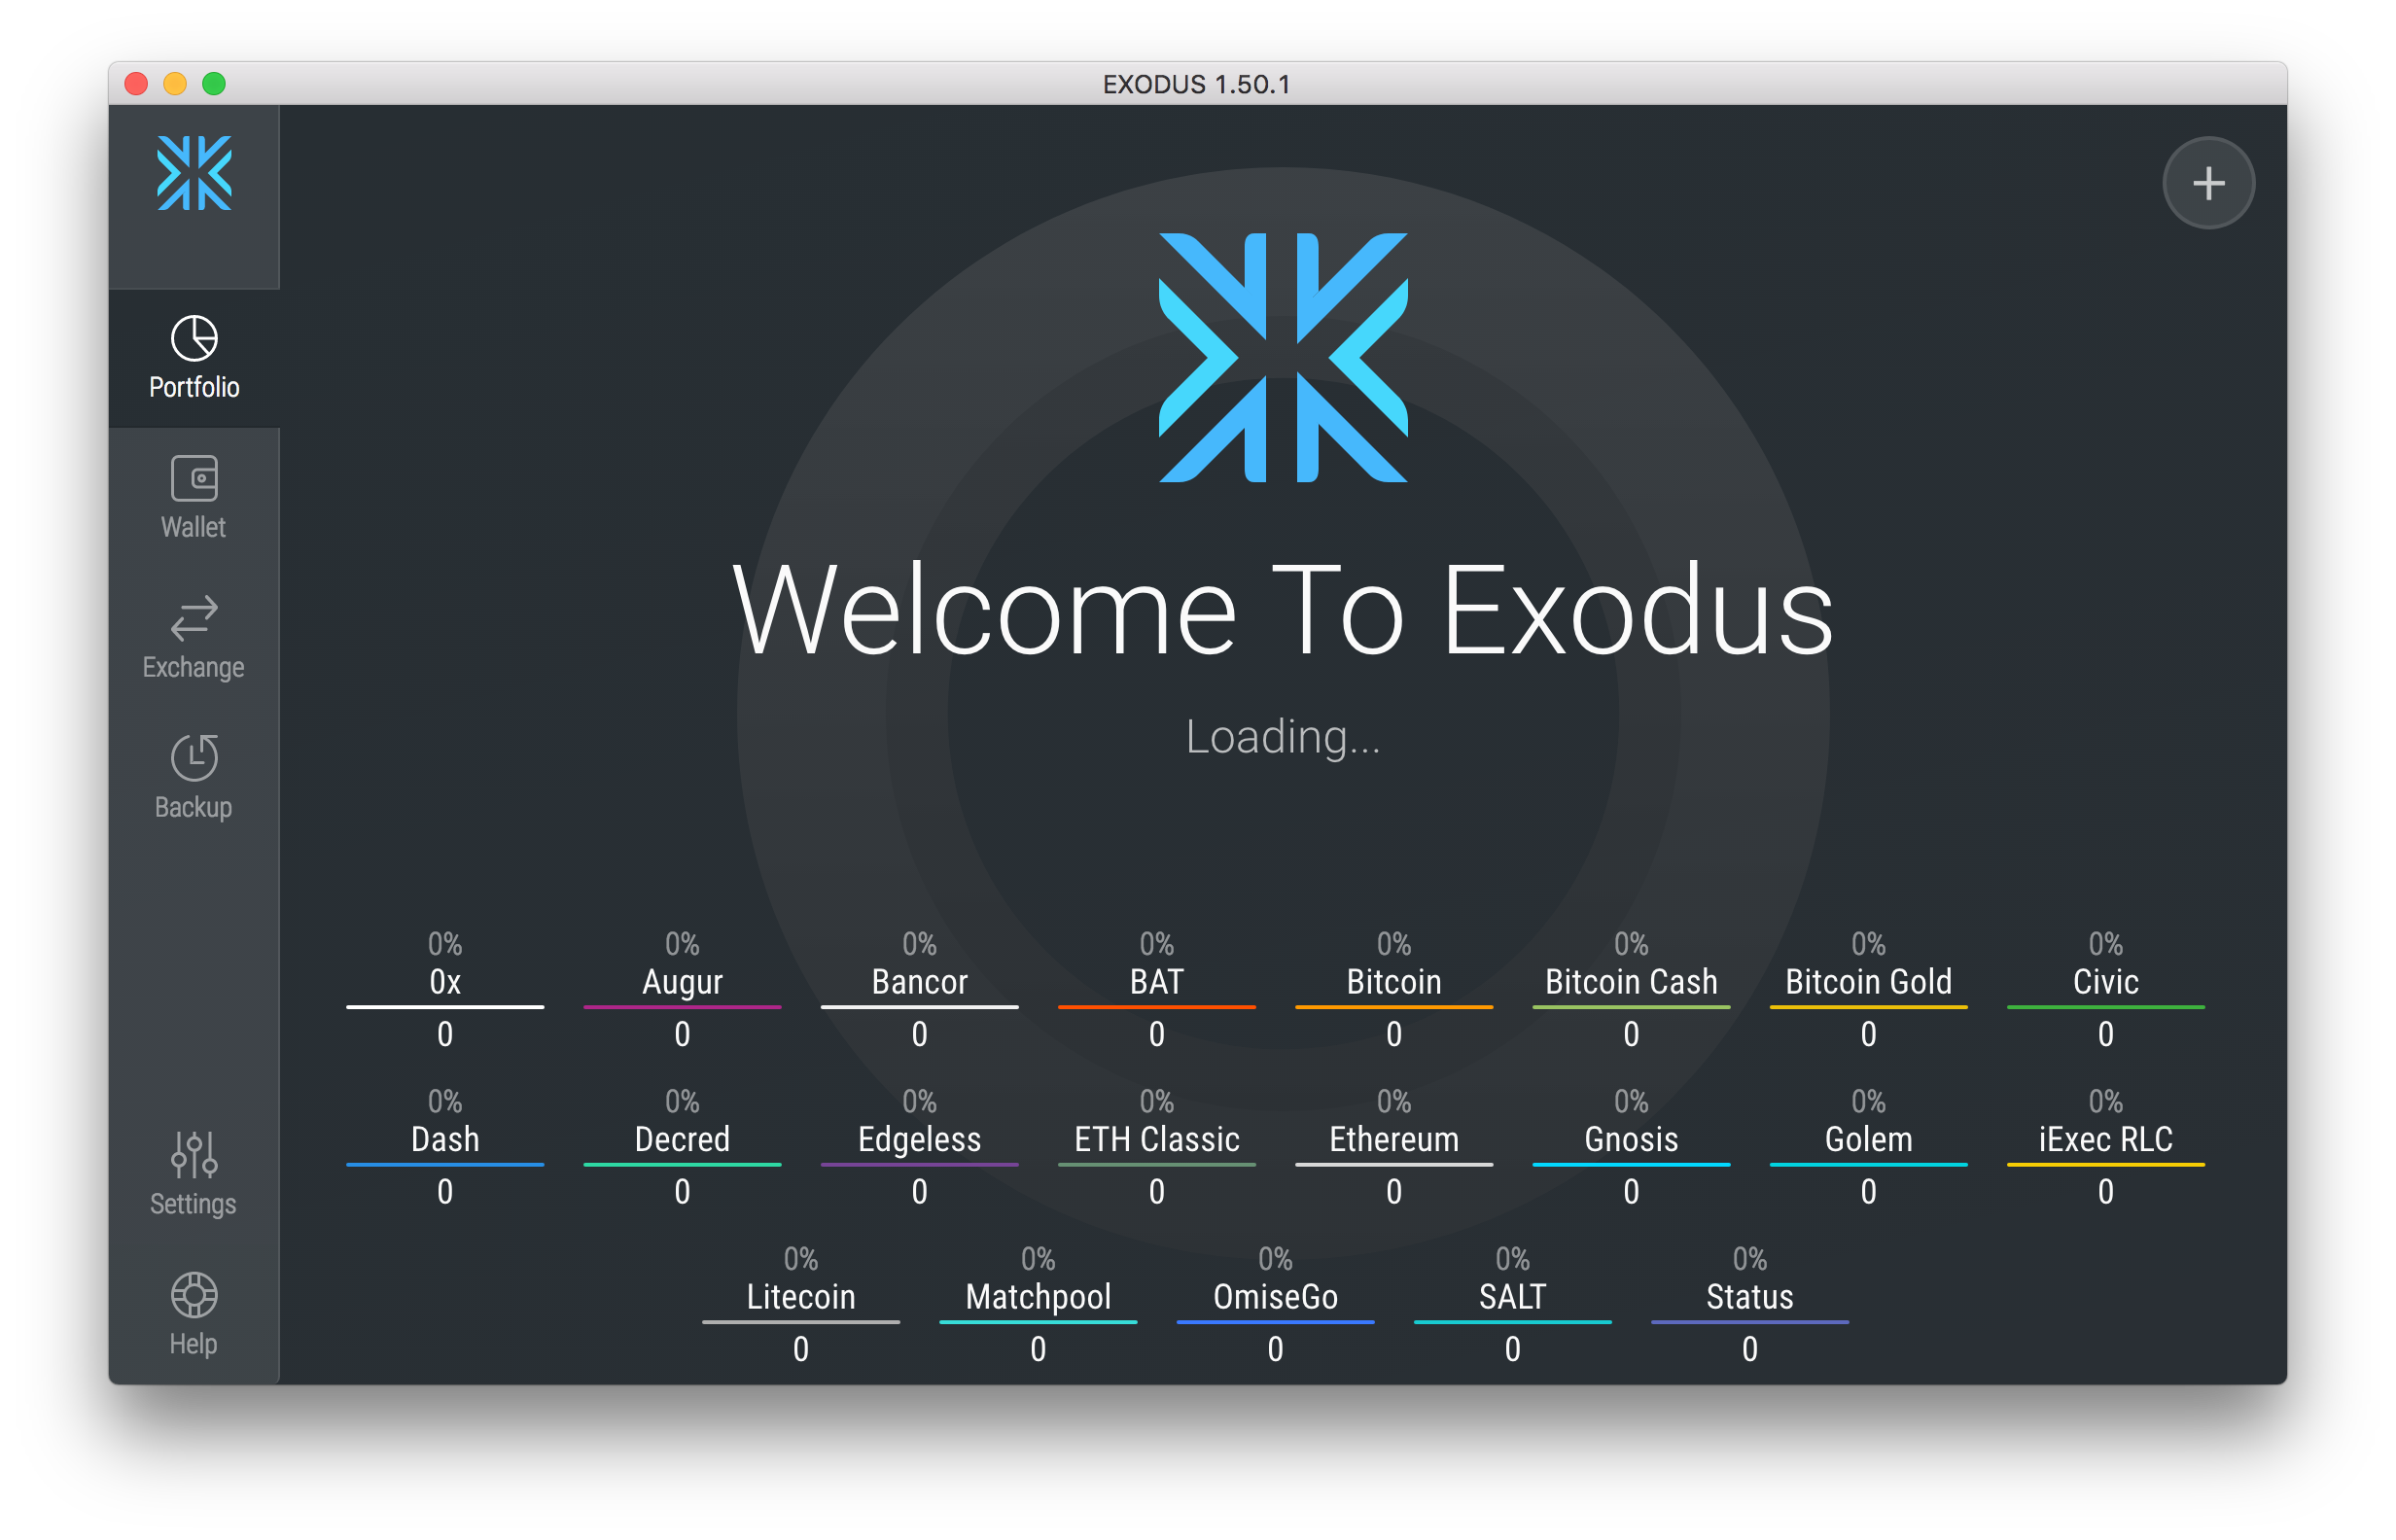 EXODUS 1.50.1
Portfolio
Wallet
Exchange
Backup
Settings
Help
Welcome To Exodus
Loading...
0% 0% 0% 0% 0% 0% 0% 0%
0x Augur Bancor BAT Bitcoin Bitcoin Cash Bitcoin Gold Civic
0 0 0 0 0 0 0 0
0% 0% 0% 0% 0% 0% 0% 0%
Dash Decred Edgeless ETH Classic Ethereum Gnosis Golem iExec RLC
0 0 0 0 0 0 0 0
0% 0% 0% 0% 0%
Litecoin Matchpool OmiseGo SALT Status
0 0 0 0 0